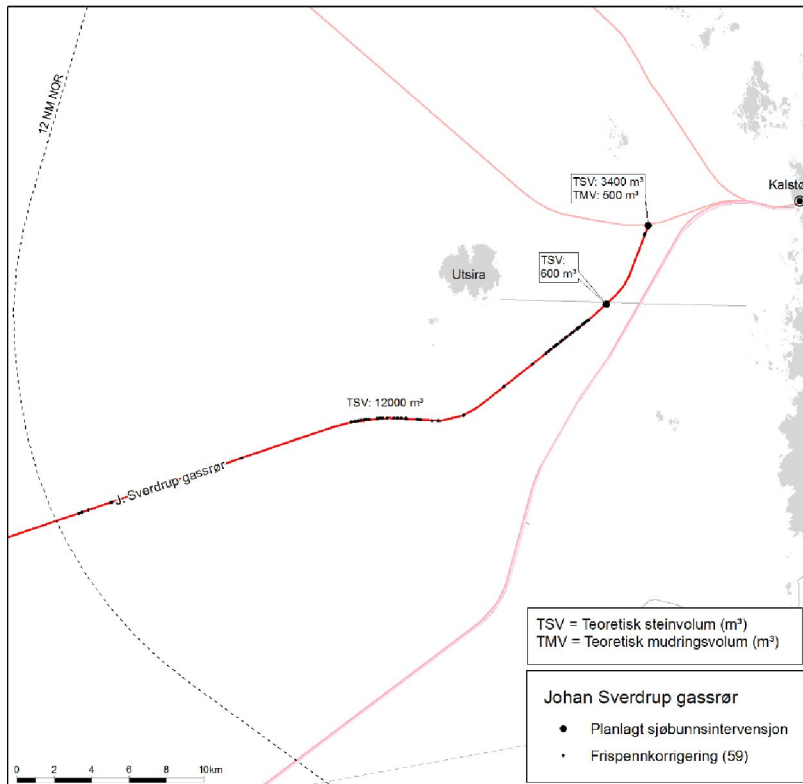 12 NM NOR
TSV: 3400 m³
TMV: 500 m³
Kalstø
TSV:
600 m³
Utsira
TSV: 12000 m³
J. Sverdrup gassrør
TSV = Teoretisk steinvolum (m³)
TMV = Teoretisk mudringsvolum (m³)
Johan Sverdrup gassrør
Planlagt sjøbunnsintervensjon
Frispennkorrigering (59)
0 2 4 6 8 10km